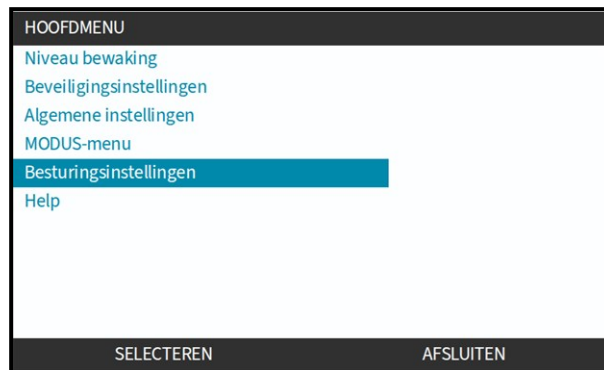 HOOFDMENU
Niveau bewaking
Beveiligingsinstellingen
Algemene instellingen
MODUS-menu
Besturingsinstellingen
Help
SELECTEREN AFSLUITEN